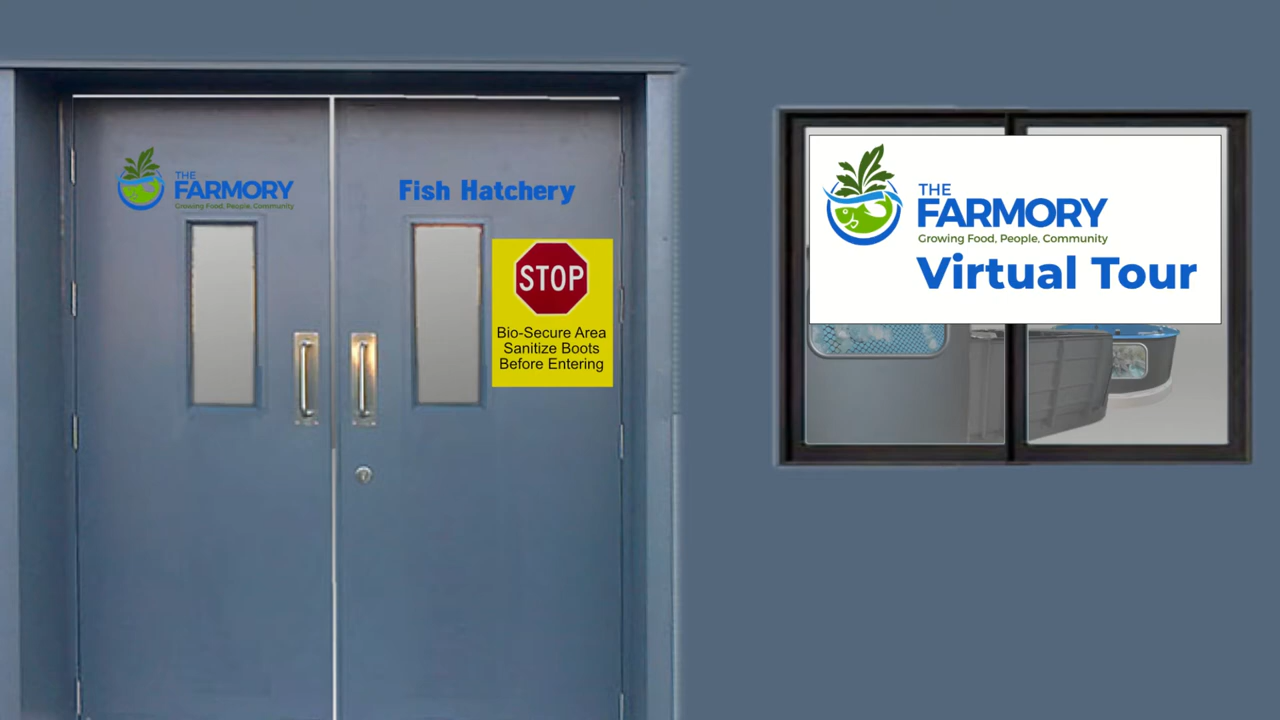 THE
FARMORY
Growing Food, People, Community
Fish Hatchery
STOP
Bio-Secure Area
Sanitize Boots
Before Entering
THE
FARMORY
Growing Food, People, Community
Virtual Tour